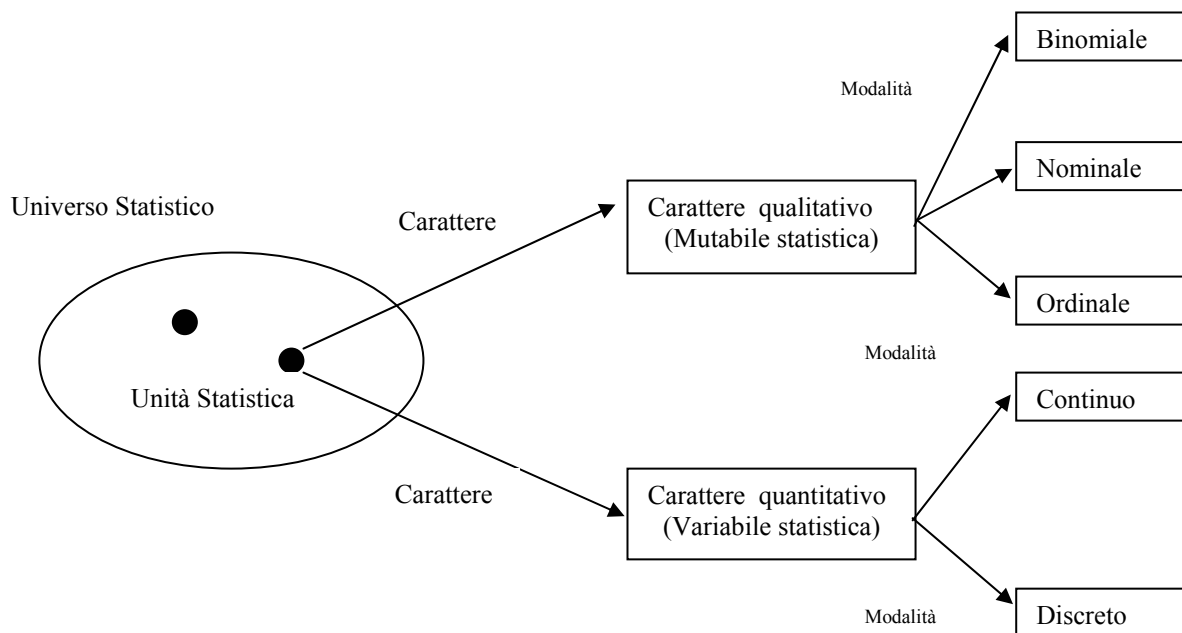 Binomiale
Modalità
Nominale
Universo Statistico
Carattere
Carattere qualitativo
(Mutabile statistica)
Ordinale
Modalità
Unità Statistica
Continuo
Carattere
Carattere quantitativo
(Variabile statistica)
Modalità
Discreto